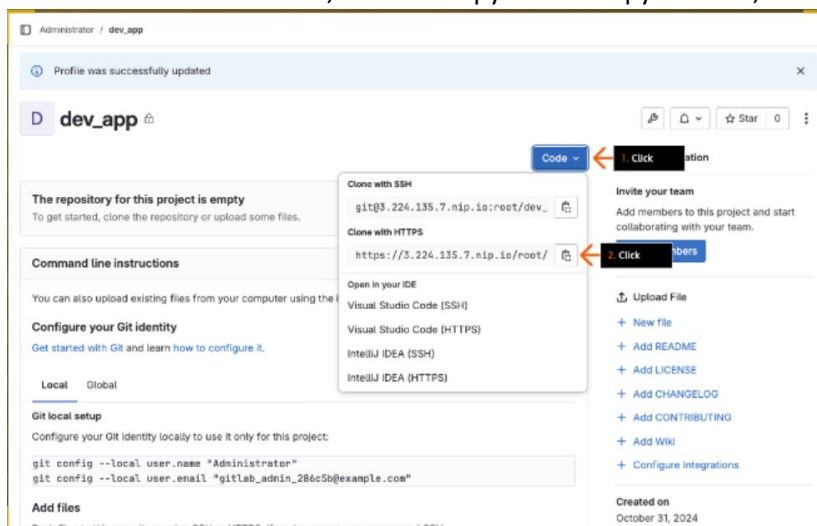 Administrator / dev_app
Profile was successfully updated
D dev_app
Star 0
Code
1. Click
ation
The repository for this project is empty
To get started, clone the repository or upload some files.
Clone with SSH
git@3.224.135.7.nip.io:root/dev_
Clone with HTTPS
https://3.224.135.7.nip.io/root/
2. Click
Invite your team
Add members to this project and start
collaborating with your team.
Command line instructions
You can also upload existing files from your computer using the
Configure your Git identity
Get started with Git and learn how to configure it.
Open in your IDE
Visual Studio Code (SSH)
Visual Studio Code (HTTPS)
IntelliJ IDEA (SSH)
IntelliJ IDEA (HTTPS)
Local Global
Git local setup
Configure your Git identity locally to use it only for this project:
git config --local user.name "Administrator"
git config --local user.email "gitlab_admin_286c5b@example.com"
Add files
Upload File
+ New file
+ Add README
+ Add LICENSE
+ Add CHANGELOG
+ Add CONTRIBUTING
+ Add Wiki
+ Configure Integrations
Created on
October 31, 2024